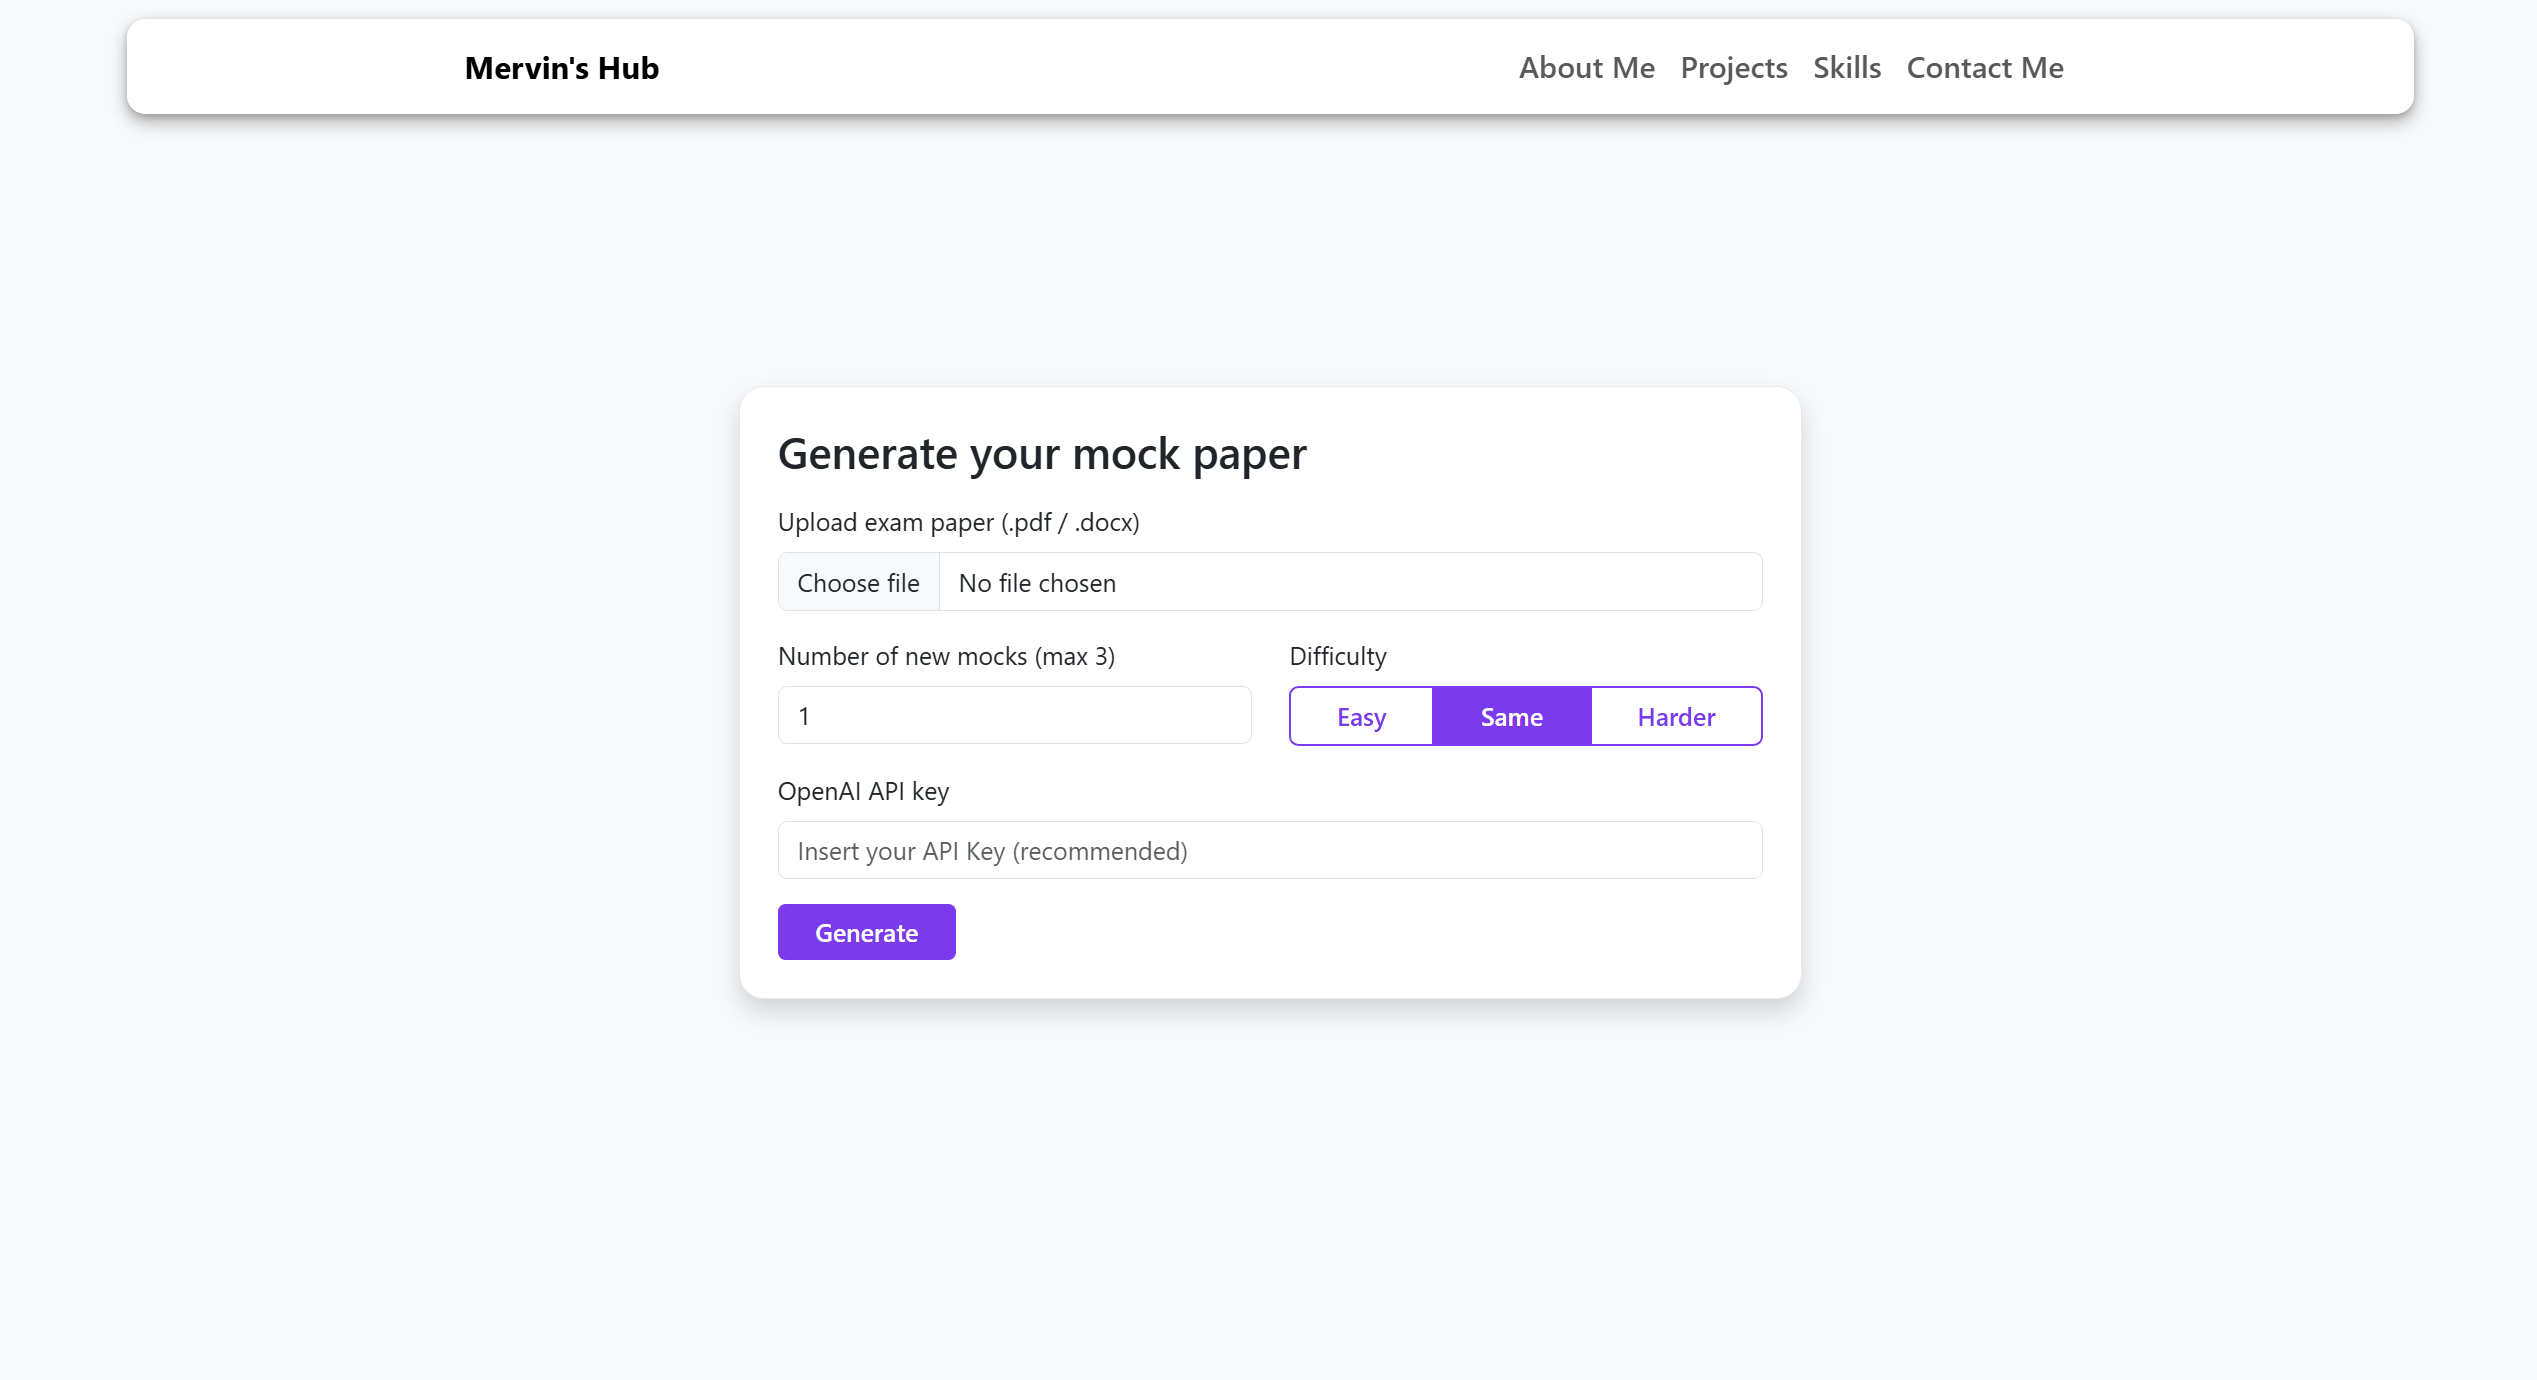 Mervin's Hub
About Me Projects Skills Contact Me
Generate your mock paper
Upload exam paper (.pdf / .docx)
Choose file No file chosen
Number of new mocks (max 3)
1
Difficulty
Easy Same Harder
OpenAI API key
Insert your API Key (recommended)
Generate